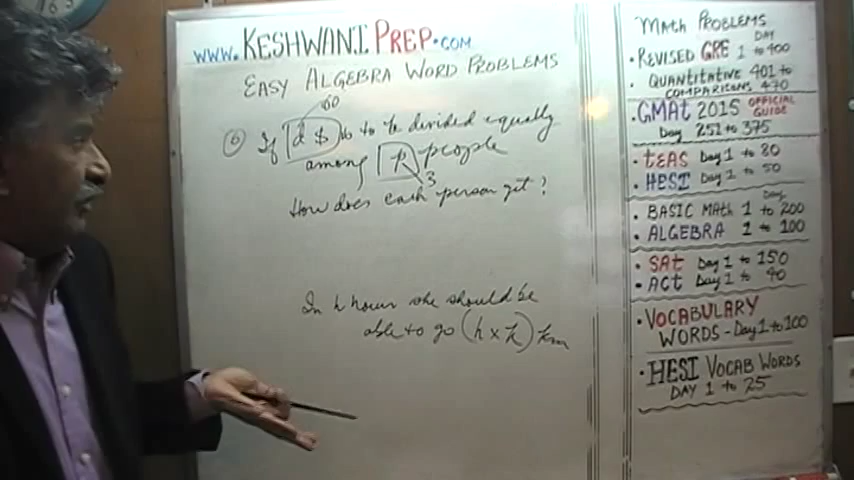 www.KESHWANIPREP.com
EASY ALGEBRA WORD PROBLEMS
60
6 If d $ to be divided equally
among p people
3
How does each person get?
In h hours she should be
able to go (h x k) km
MATH PROBLEMS
DAY
• REVISED GRE 1 to 400
• QUANTITATIVE 401 to
COMPARISONS 470
• GMAt 2015 OFFICIAL GUIDE
Day 251 to 375
• tEAS Day 1 to 80
• HESI Day 1 to 50
Day
• BASIC MATH 1 to 200
• ALGEBRA 1 to 100
• SAt Day 1 to 150
• ACT Day 1 to 90
• VOCABULARY
WORDS - Day 1 to 100
• HESI VOCAB WORDS
DAY 1 to 25